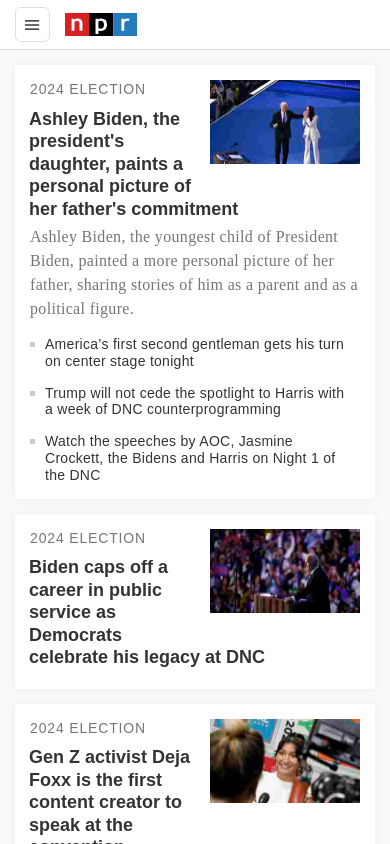 npr
2024 ELECTION
Ashley Biden, the
president's
daughter, paints a
personal picture of
her father's commitment
Ashley Biden, the youngest child of President
Biden, painted a more personal picture of her
father, sharing stories of him as a parent and as a
political figure.
America’s first second gentleman gets his turn
on center stage tonight
Trump will not cede the spotlight to Harris with
a week of DNC counterprogramming
Watch the speeches by AOC, Jasmine
Crockett, the Bidens and Harris on Night 1 of
the DNC
2024 ELECTION
Biden caps off a
career in public
service as
Democrats
celebrate his legacy at DNC
2024 ELECTION
Gen Z activist Deja
Foxx is the first
content creator to
speak at the
convention